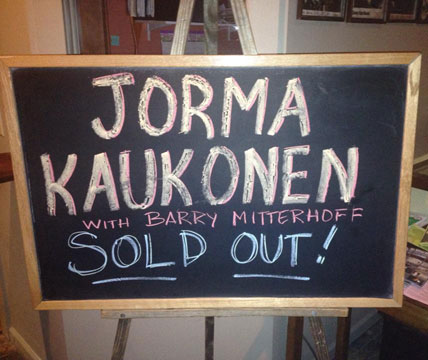 JORMA
KAUKONEN
WITH BARRY MITTERHOFF
SOLD OUT!